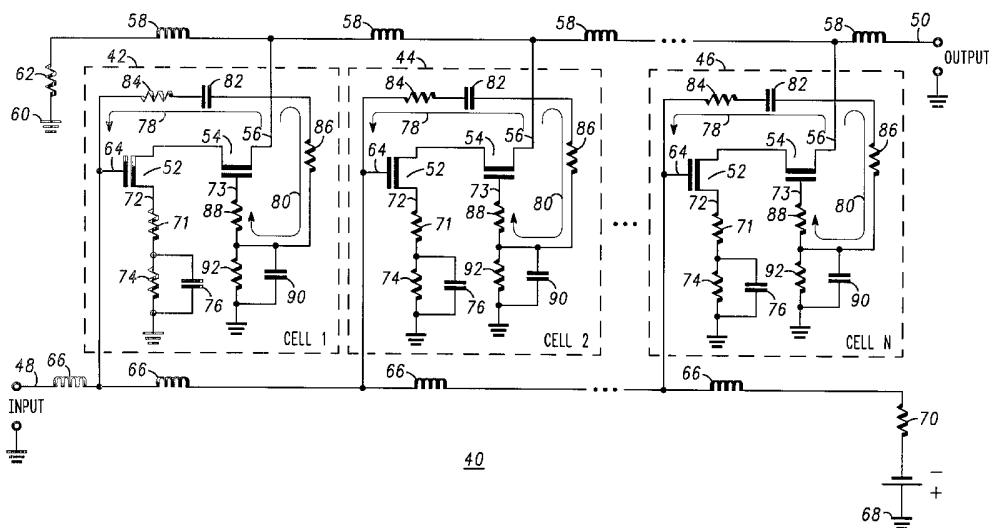 58 58 58 58 50
OUTPUT
62 42 44 46
84 82 84 82 84 82
60 78 56 86 78 56 86 78 56 86
64 54 64 54 64 54
52 73 80 52 73 80 52 73 80
72 88 72 88 72 88
71 71 71
... ...
74 92 74 92 74 92
76 90 76 90 76 90
CELL 1 CELL 2 CELL N
48 66 66 66 66
INPUT
... 
70
40
− +
68